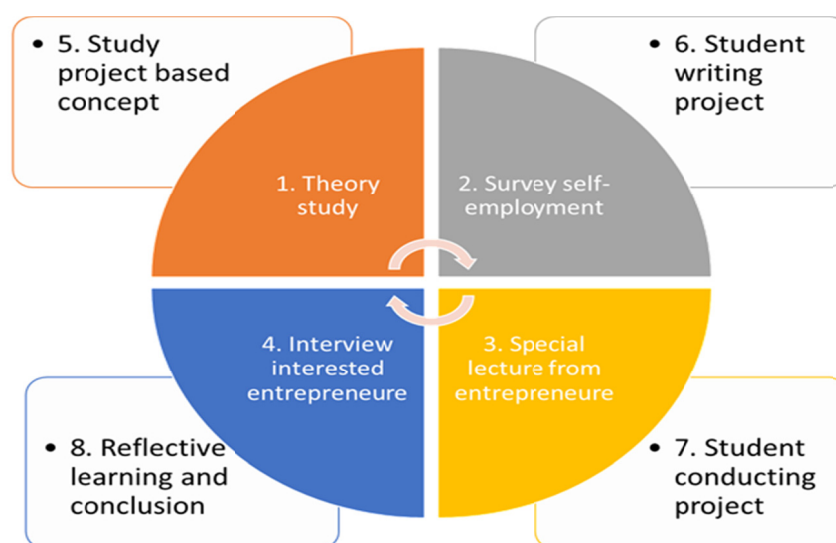 • 5. Study
project based
concept
• 6. Student
writing
project
1. Theory
study
2. Survey self-
employment
4. Interview
interested
entrepreneure
3. Special
lecture from
entrepreneure
• 8. Reflective
learning and
conclusion
• 7. Student
conducting
project